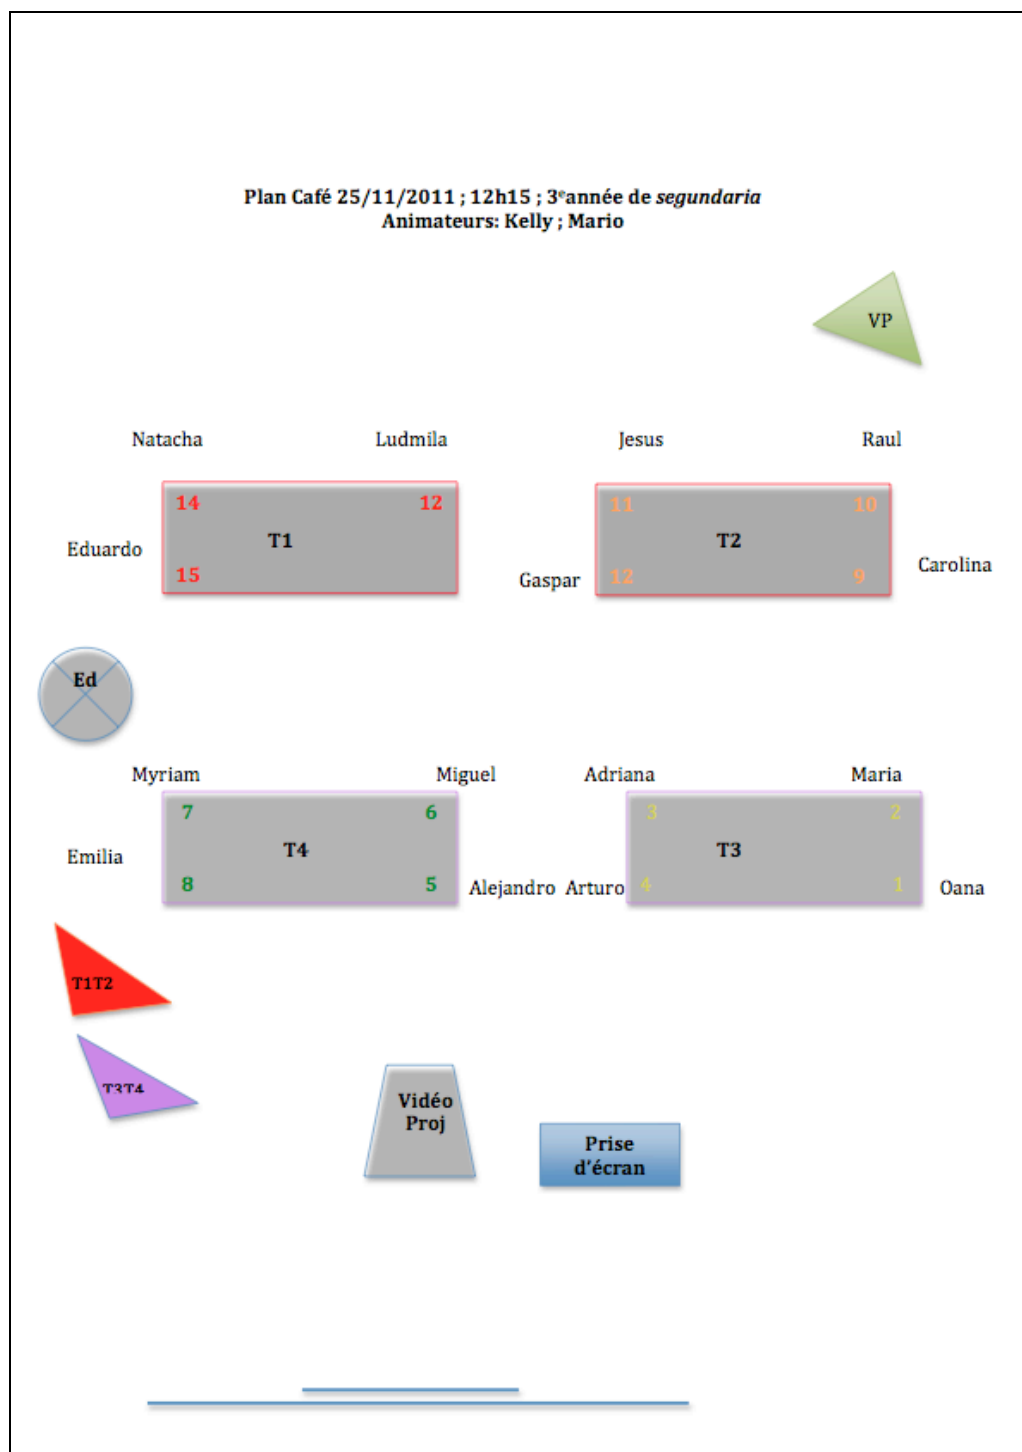 Plan Café 25/11/2011 ; 12h15 ; 3ᵉannée de segundaria
Animateurs: Kelly ; Mario
VP
Natacha Ludmila Jesus Raul
14 12 11 10
T1 T2
Eduardo Carolina
15 Gaspar 12 9
Ed
Myriam Miguel Adriana Maria
7 6 3 2
T4 T3
Emilia
8 5 Alejandro Arturo 4 1 Oana
T1T2
T3T4
Vidéo
Proj
Prise
d'écran